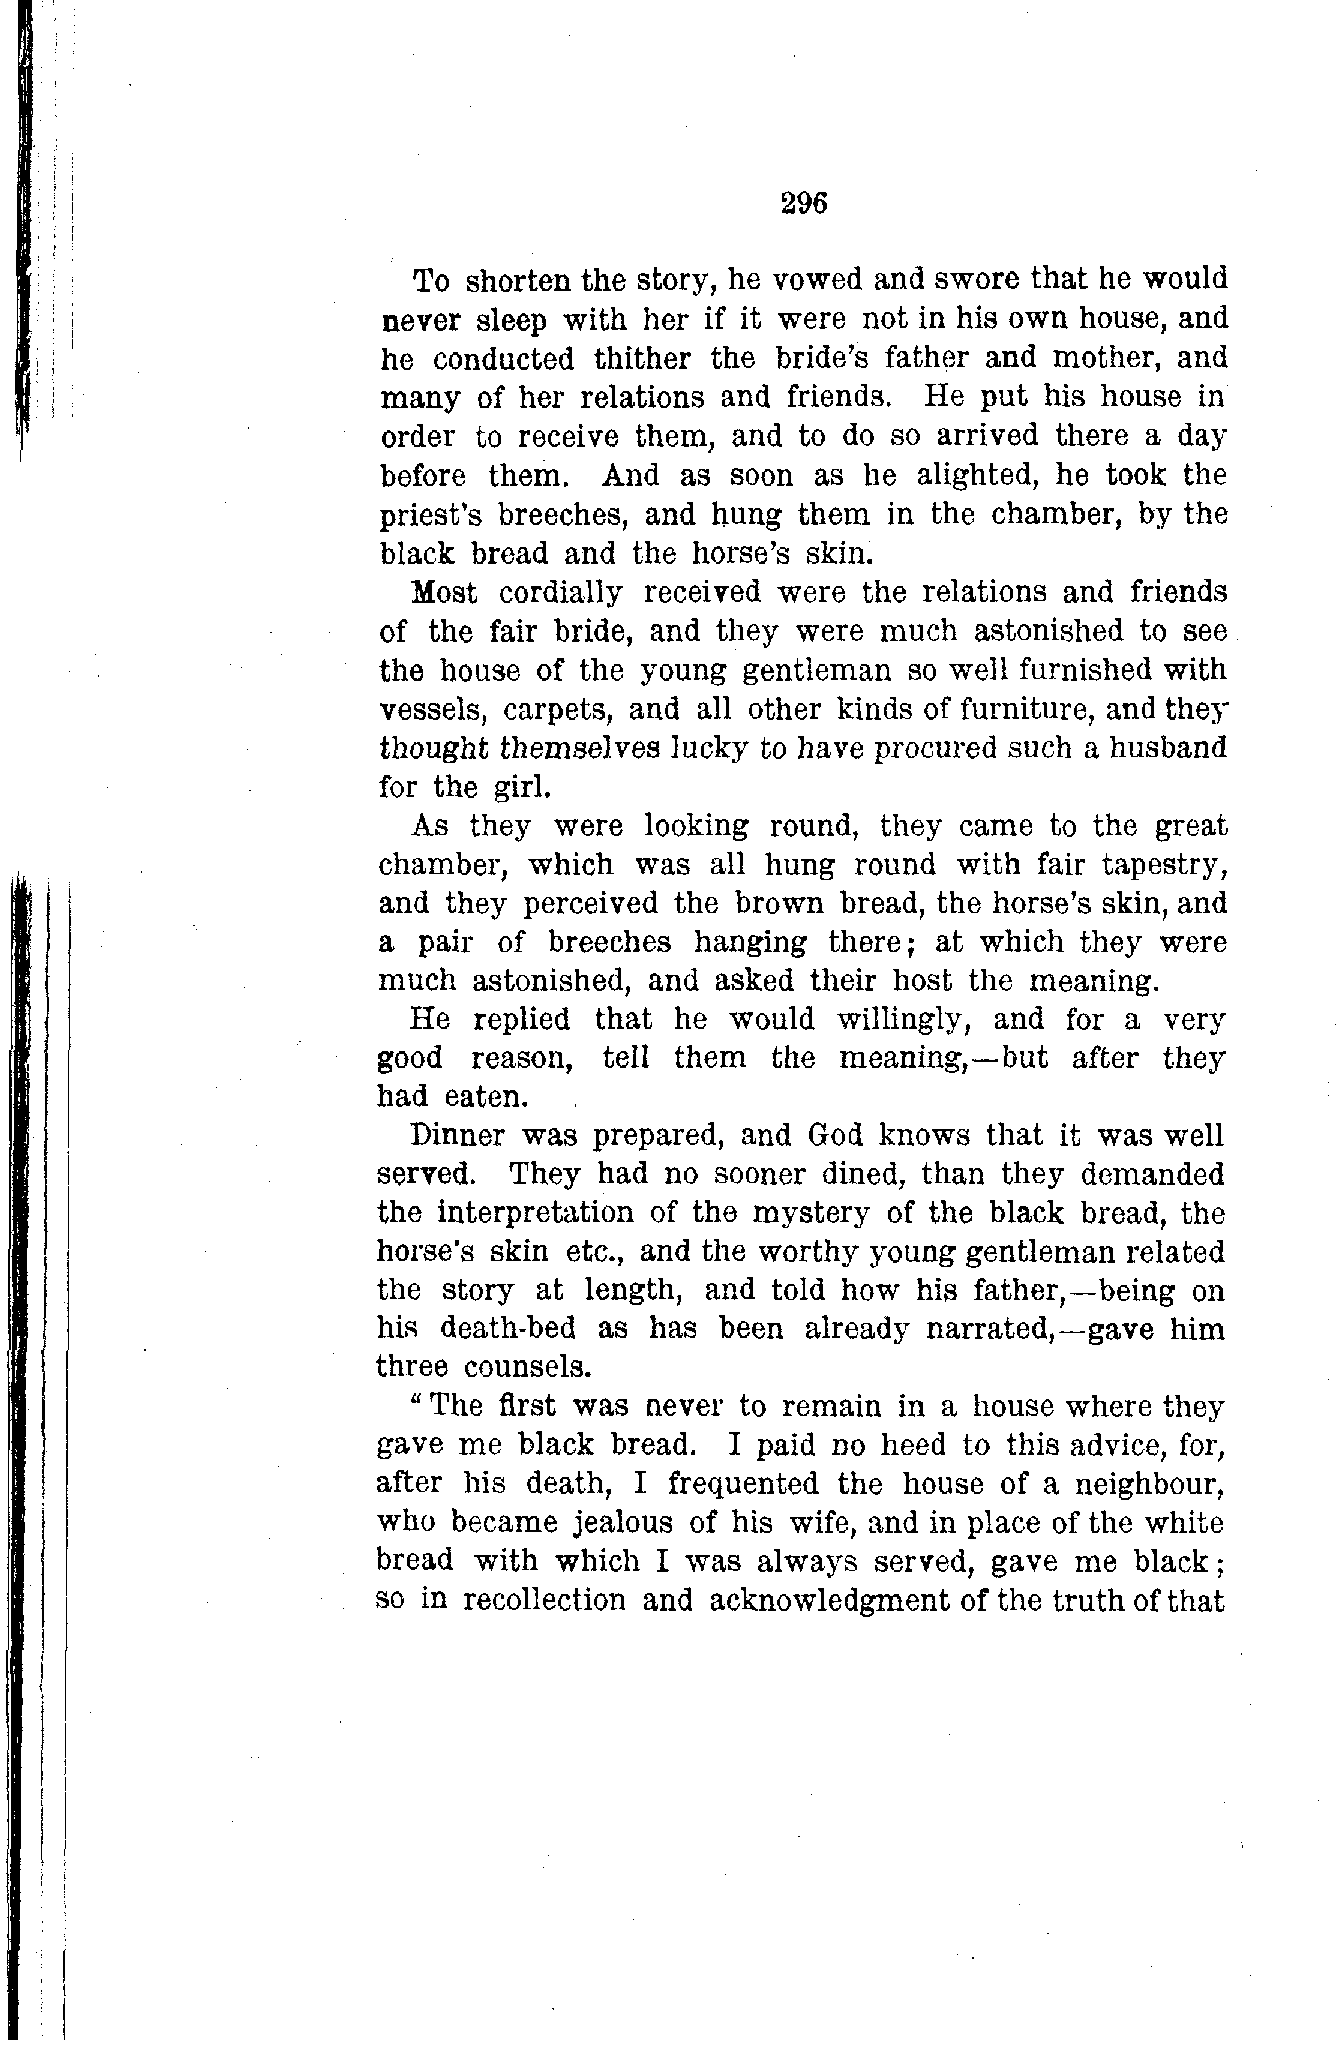 296
To shorten the story, he vowed and swore that he would
never sleep with her if it were not in his own house, and
he conducted thither the bride's father and mother, and
many of her relations and friends. He put his house in
order to receive them, and to do so arrived there a day
before them. And as soon as he alighted, he took the
priest's breeches, and hung them in the chamber, by the
black bread and the horse's skin.
Most cordially received were the relations and friends
of the fair bride, and they were much astonished to see
the house of the young gentleman so well furnished with
vessels, carpets, and all other kinds of furniture, and they
thought themselves lucky to have procured such a husband
for the girl.
As they were looking round, they came to the great
chamber, which was all hung round with fair tapestry,
and they perceived the brown bread, the horse's skin, and
a pair of breeches hanging there; at which they were
much astonished, and asked their host the meaning.
He replied that he would willingly, and for a very
good reason, tell them the meaning,—but after they
had eaten.
Dinner was prepared, and God knows that it was well
served. They had no sooner dined, than they demanded
the interpretation of the mystery of the black bread, the
horse's skin etc., and the worthy young gentleman related
the story at length, and told how his father,—being on
his death-bed as has been already narrated,—gave him
three counsels.
“The first was never to remain in a house where they
gave me black bread. I paid no heed to this advice, for,
after his death, I frequented the house of a neighbour,
who became jealous of his wife, and in place of the white
bread with which I was always served, gave me black;
so in recollection and acknowledgment of the truth of that